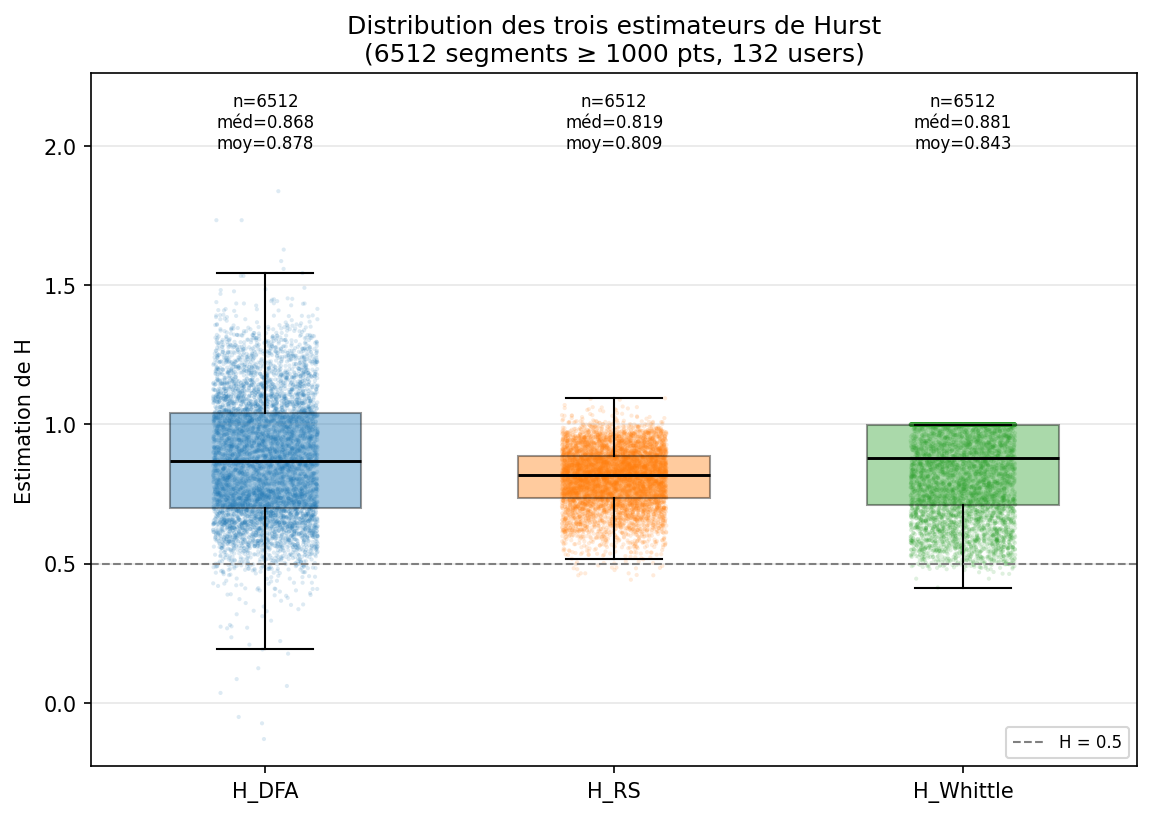 Distribution des trois estimateurs de Hurst
(6512 segments ≥ 1000 pts, 132 users)
n=6512
méd=0.868
moy=0.878
n=6512
méd=0.819
moy=0.809
n=6512
méd=0.881
moy=0.843
Estimation de H
2.0
1.5
1.0
0.5
0.0
H = 0.5
H_DFA
H_RS
H_Whittle